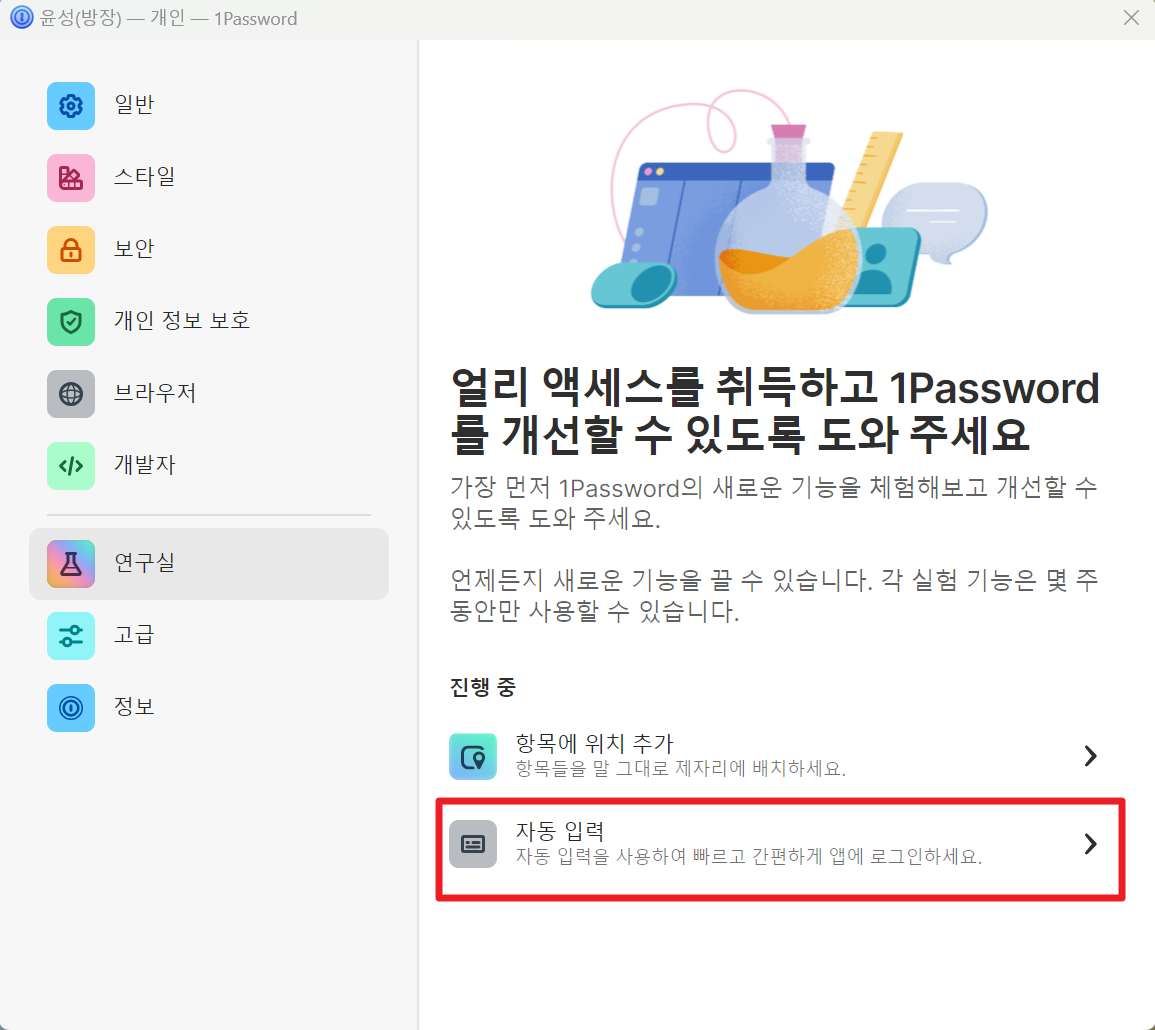 윤성(방장) — 개인 — 1Password
일반
스타일
보안
개인 정보 보호
브라우저
개발자
연구실
고급
정보
얼리 액세스를 취득하고 1Password
를 개선할 수 있도록 도와 주세요
가장 먼저 1Password의 새로운 기능을 체험해보고 개선할 수
있도록 도와 주세요.
언제든지 새로운 기능을 끌 수 있습니다. 각 실험 기능은 몇 주
동안만 사용할 수 있습니다.
진행 중
항목에 위치 추가
항목들을 말 그대로 제자리에 배치하세요.
자동 입력
자동 입력을 사용하여 빠르고 간편하게 앱에 로그인하세요.